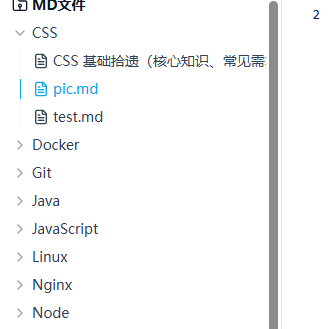 MD文件
2
CSS
CSS 基础拾遗（核心知识、常见需
pic.md
test.md
Docker
Git
Java
JavaScript
Linux
Nginx
Node